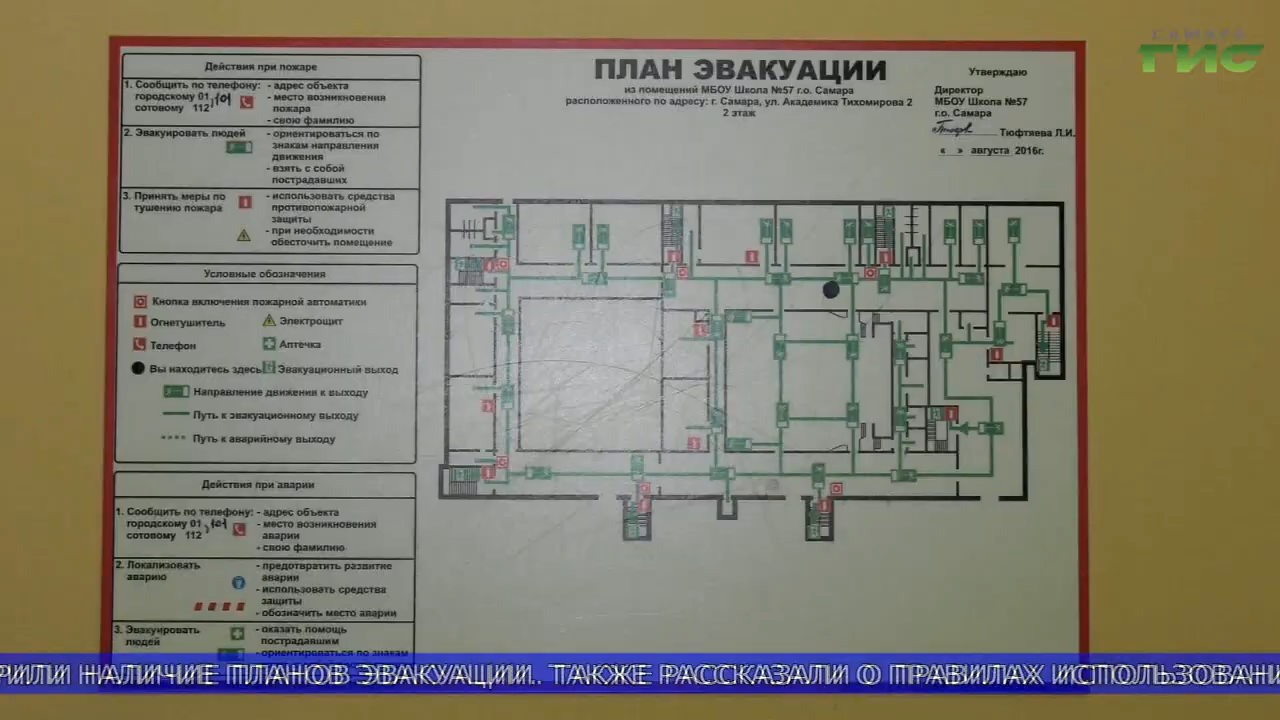 Самара
ГИС
Действия при пожаре
1. Сообщить по телефону: - адрес объекта
городскому 01, 101 - место возникновения
сотовому 112 пожара
- свою фамилию
2. Эвакуировать людей - ориентироваться по
знакам направления
движения
- взять с собой
пострадавших
3. Принять меры по - использовать средства
тушению пожара противопожарной
защиты
- при необходимости
обесточить помещение
Условные обозначения
Кнопка включения пожарной автоматики
Огнетушитель Электрощит
Телефон Аптечка
Вы находитесь здесь Эвакуационный выход
Направление движения к выходу
Путь к эвакуационному выходу
Путь к аварийному выходу
Действия при аварии
1. Сообщить по телефону: - адрес объекта
городскому 01, 101 - место возникновения
сотовому 112 аварии
- свою фамилию
2. Локализовать - предотвратить развитие
аварию аварии
- использовать средства
защиты
- обозначить место аварии
3. Эвакуировать - оказать помощь
людей пострадавшим
- ориентироваться по знакам
ПЛАН ЭВАКУАЦИИ
из помещений МБОУ Школа №57 г.о. Самара
расположенного по адресу: г. Самара, ул. Академика Тихомирова 2
2 этаж
Утверждаю
Директор
МБОУ Школа №57
г.о. Самара
Тюфтяева Л.И.
« » августа 2016г.
РИЛИ НАЛИЧИЕ ПЛАНОВ ЭВАКУАЦИИ. ТАКЖЕ РАССКАЗАЛИ О ПРАВИЛАХ ИСПОЛЬЗОВАНИ